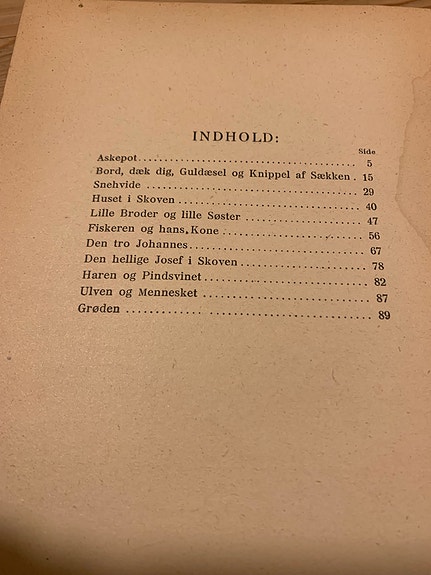 INDHOLD:
Side
Askepot 5
Bord, dæk dig, Guldæsel og Knippel af Sækken . 15
Snehvide 29
Huset i Skoven 40
Lille Broder og lille Søster 47
Fiskeren og hans Kone 56
Den tro Johannes 67
Den hellige Josef i Skoven 78
Haren og Pindsvinet 82
Ulven og Mennesket 87
Grøden 89